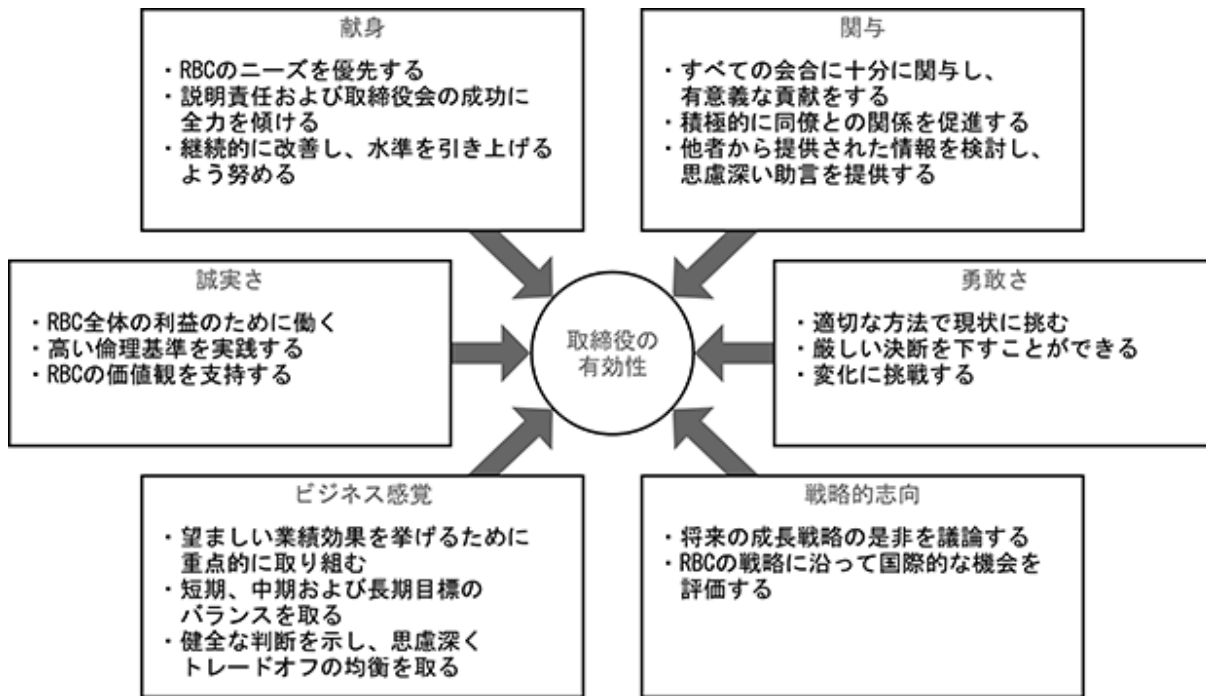 献身
・RBCのニーズを優先する
・説明責任および取締役会の成功に
全力を傾ける
・継続的に改善し、水準を引き上げる
よう努める
関与
・すべての会合に十分に関与し、
有意義な貢献をする
・積極的に同僚との関係を促進する
・他者から提供された情報を検討し、
思慮深い助言を提供する
誠実さ
・RBC全体の利益のために働く
・高い倫理基準を実践する
・RBCの価値観を支持する
取締役の
有効性
勇敢さ
・適切な方法で現状に挑む
・厳しい決断を下すことができる
・変化に挑戦する
ビジネス感覚
・望ましい業績効果を挙げるために
重点的に取り組む
・短期、中期および長期目標の
バランスを取る
・健全な判断を示し、思慮深く
トレードオフの均衡を取る
戦略的志向
・将来の成長戦略の是非を議論する
・RBCの戦略に沿って国際的な機会を
評価する